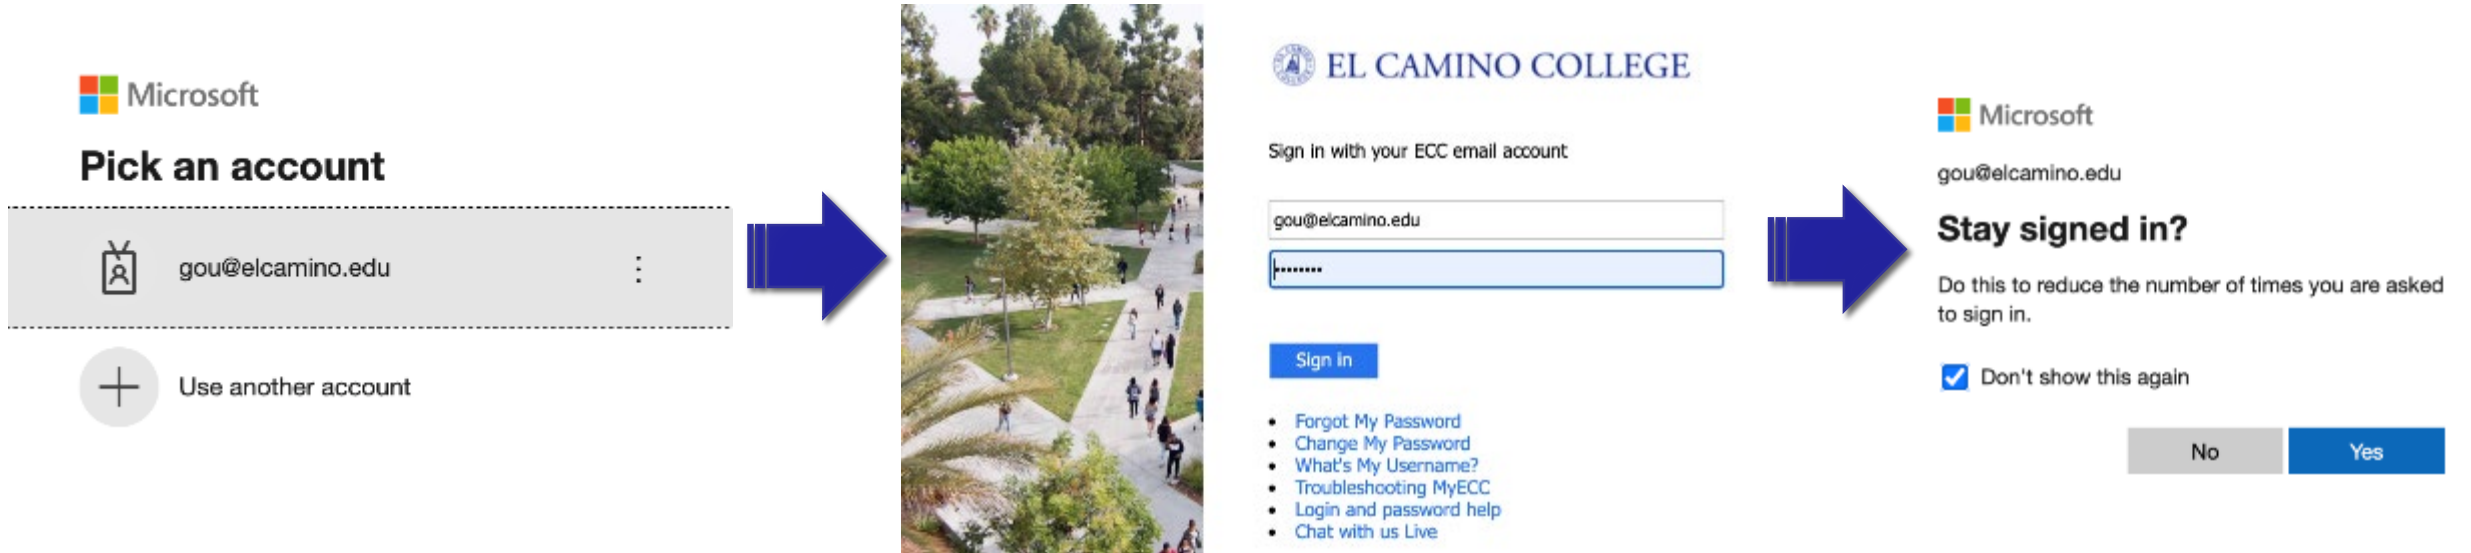 Microsoft
Pick an account
gou@elcamino.edu
Use another account
EL CAMINO COLLEGE
Sign in with your ECC email account
gou@elcamino.edu
Sign in
Forgot My Password
Change My Password
What's My Username?
Troubleshooting MyECC
Login and password help
Chat with us Live
Microsoft
gou@elcamino.edu
Stay signed in?
Do this to reduce the number of times you are asked
to sign in.
Don't show this again
No
Yes